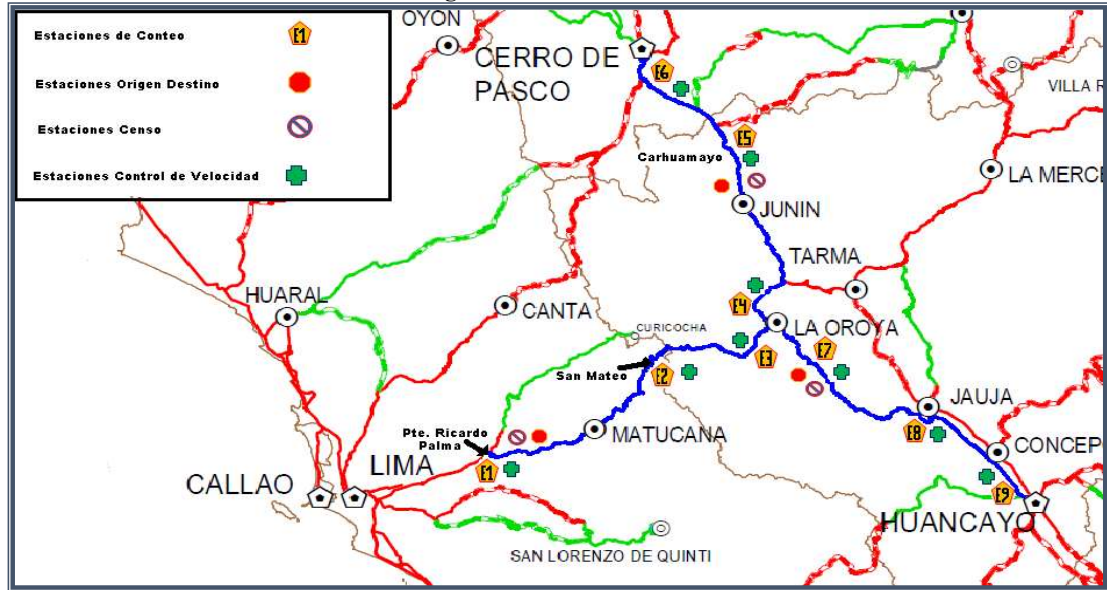 Estaciones de Conteo E1
Estaciones Origen Destino
Estaciones Censo
Estaciones Control de Velocidad
OYON
CERRO DE
PASCO
E6
VILLA R
E5
Carhuamayo
LA MERCE
JUNIN
TARMA
HUARAL
CANTA
E4
LA OROYA
CURICOCHA
E3
E7
San Mateo
E2
JAUJA
E8
Pte. Ricardo
Palma
MATUCANA
CONCEP
LIMA
E1
CALLAO
E9
HUANCAYO
SAN LORENZO DE QUINTI